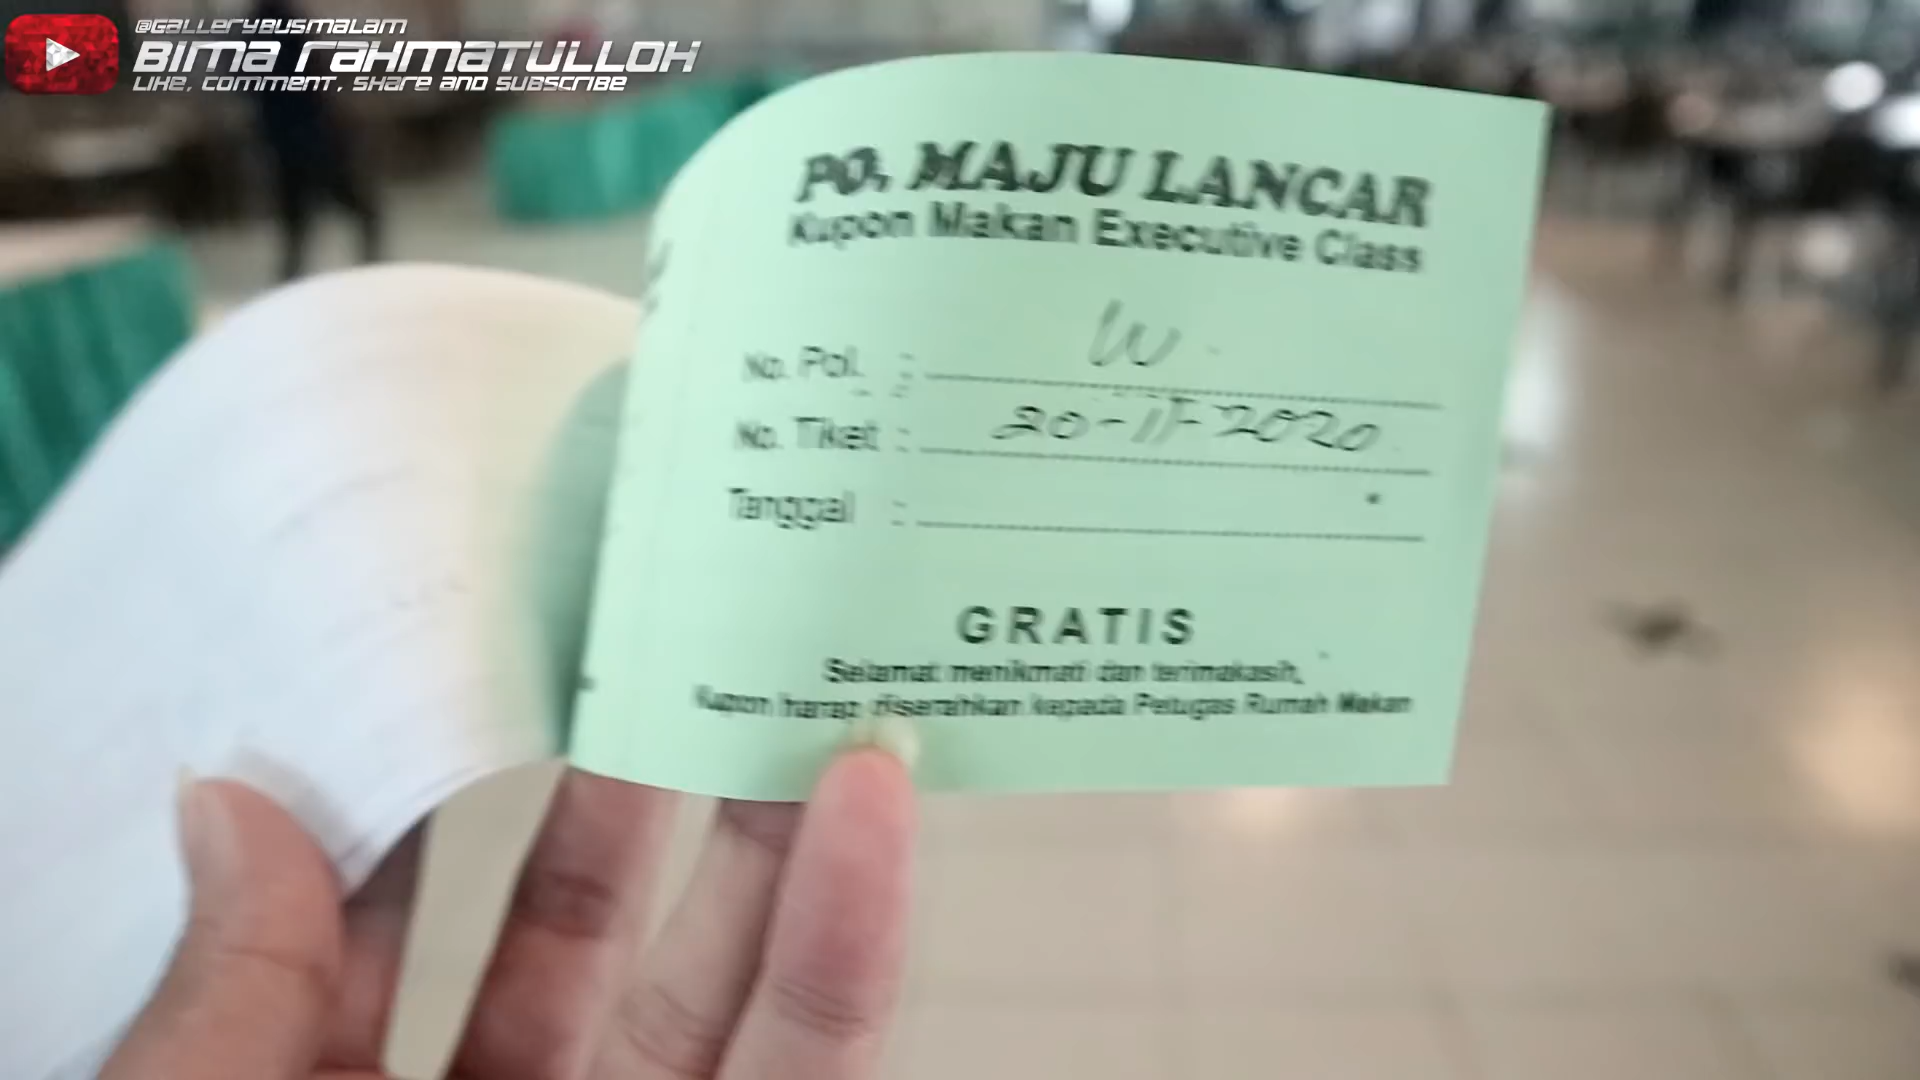 @GALLERYBUSMALAM
BIMA RAHMATULLOH
LIKE, COMMENT, SHARE AND SUBSCRIBE
PO. MAJU LANCAR
Kupon Makan Executive Class
No. Pol. : W
No. Tiket : 20-11-2020
Tanggal :
GRATIS
Selamat menikmati dan terimakasih,
Kupon harap diserahkan kepada Petugas Rumah Makan